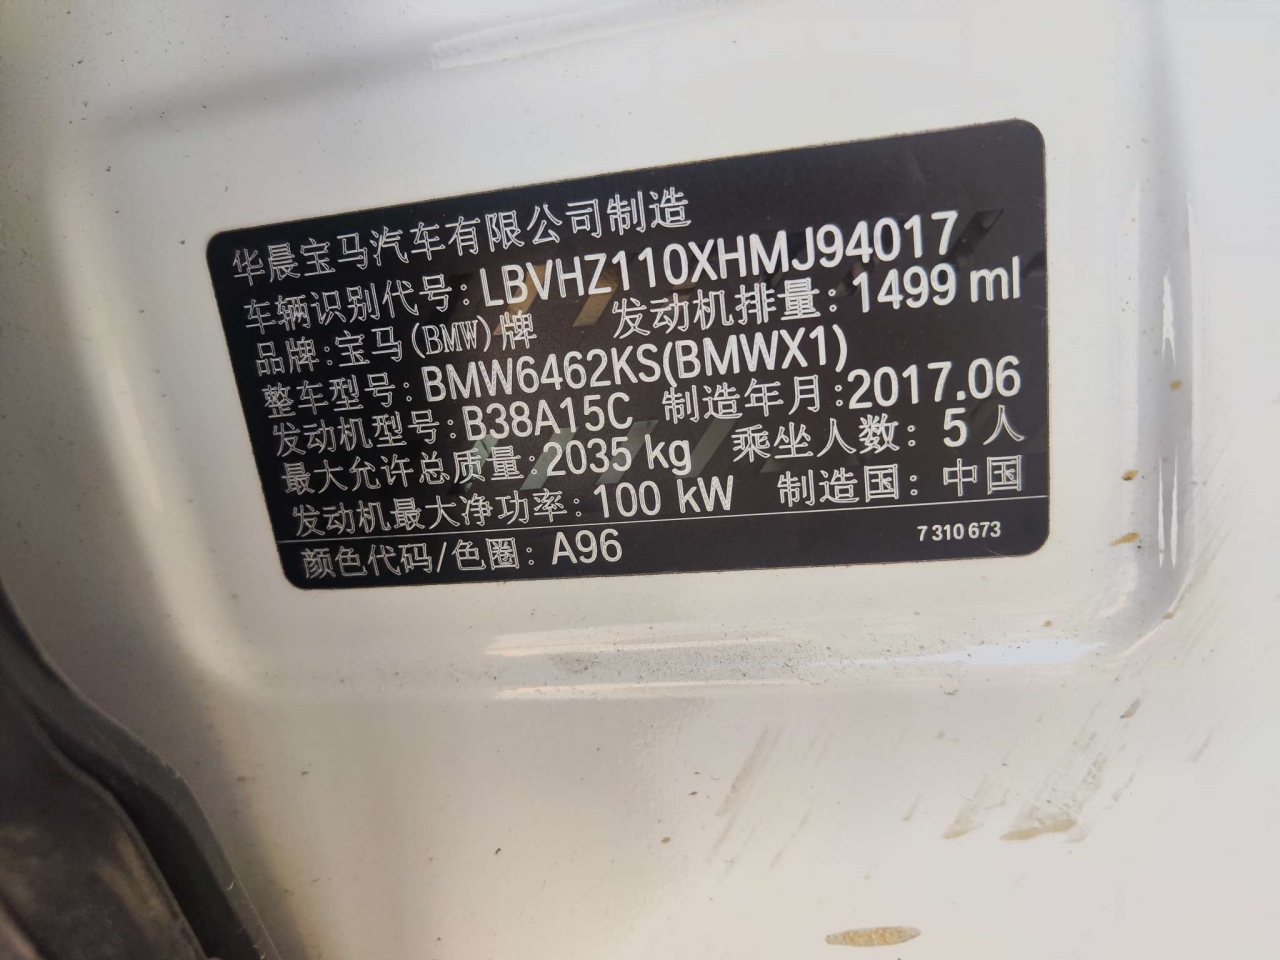 华晨宝马汽车有限公司制造
车辆识别代号: LBVHZ110XHMJ94017
品牌:宝马(BMW)牌 发动机排量: 1499 ml
整车型号: BMW6462KS(BMWX1)
发动机型号: B38A15C 制造年月:2017.06
最大允许总质量:2035 kg 乘坐人数: 5 人
发动机最大净功率: 100 kW 制造国: 中国
颜色代码/色圈: A96 7 310 673